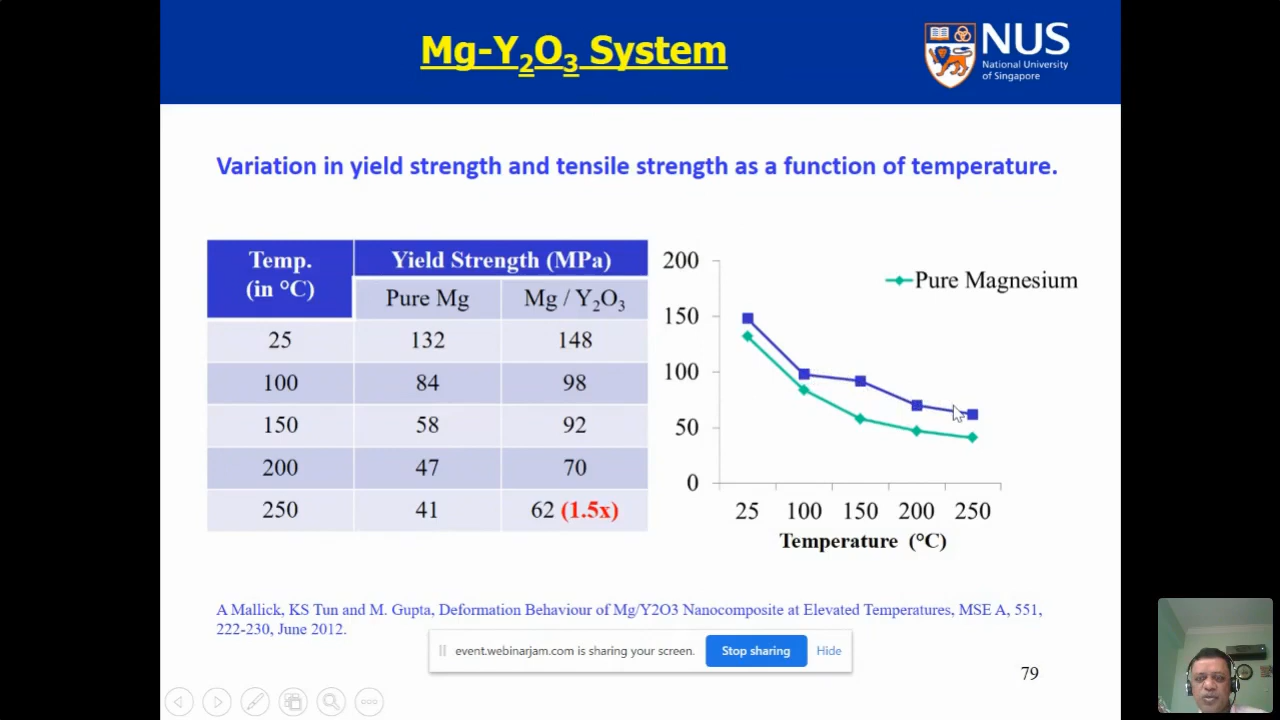 Mg-Y2O3 System
NUS
National University
of Singapore
Variation in yield strength and tensile strength as a function of temperature.
Temp.
(in °C)
Yield Strength (MPa)
Pure Mg
Mg / Y2O3
25 132 148
100 84 98
150 58 92
200 47 70
250 41 62 (1.5x)
200
150
100
50
0
Pure Magnesium
25 100 150 200 250
Temperature (°C)
A Mallick, KS Tun and M. Gupta, Deformation Behaviour of Mg/Y2O3 Nanocomposite at Elevated Temperatures, MSE A, 551,
222-230, June 2012.
event.webinarjam.com is sharing your screen. Stop sharing Hide
79